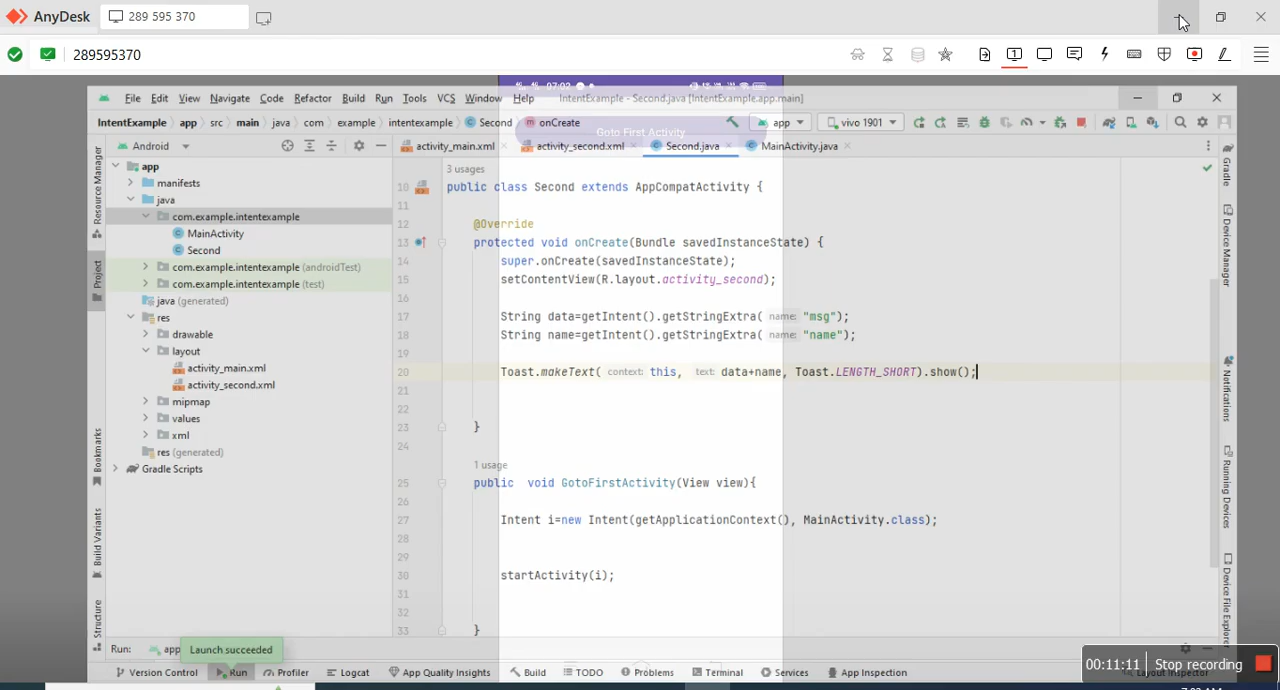 AnyDesk 289 595 370
289595370
File Edit View Navigate Code Refactor Build Run Tools VCS Window Help IntentExample - Second.java [IntentExample.app.main]
IntentExample app src main java com example intentexample Second onCreate app vivo 1901
Goto First Activity
Android
activity_main.xml activity_second.xml Second.java MainActivity.java
app
manifests
java
com.example.intentexample
MainActivity
Second
com.example.intentexample (androidTest)
com.example.intentexample (test)
java (generated)
res
drawable
layout
activity_main.xml
activity_second.xml
mipmap
values
xml
res (generated)
Gradle Scripts
Resource Manager
Project
Bookmarks
Build Variants
Structure
3 usages
10 public class Second extends AppCompatActivity {
11
12 @Override
13 protected void onCreate(Bundle savedInstanceState) {
14 super.onCreate(savedInstanceState);
15 setContentView(R.layout.activity_second);
16
17 String data=getIntent().getStringExtra( name: "msg");
18 String name=getIntent().getStringExtra( name: "name");
19
20 Toast.makeText( context: this, text: data+name, Toast.LENGTH_SHORT).show();
21
22
23 }
24
1 usage
25 public void GotoFirstActivity(View view){
26
27 Intent i=new Intent(getApplicationContext(), MainActivity.class);
28
29
30 startActivity(i);
31
32
33 }
Gradle
Device Manager
Notifications
Running Devices
Device File Explorer
Run: app
Launch succeeded
Version Control Run Profiler Logcat App Quality Insights Build TODO Problems Terminal Services App Inspection Layout Inspector
00:11:11 Stop recording